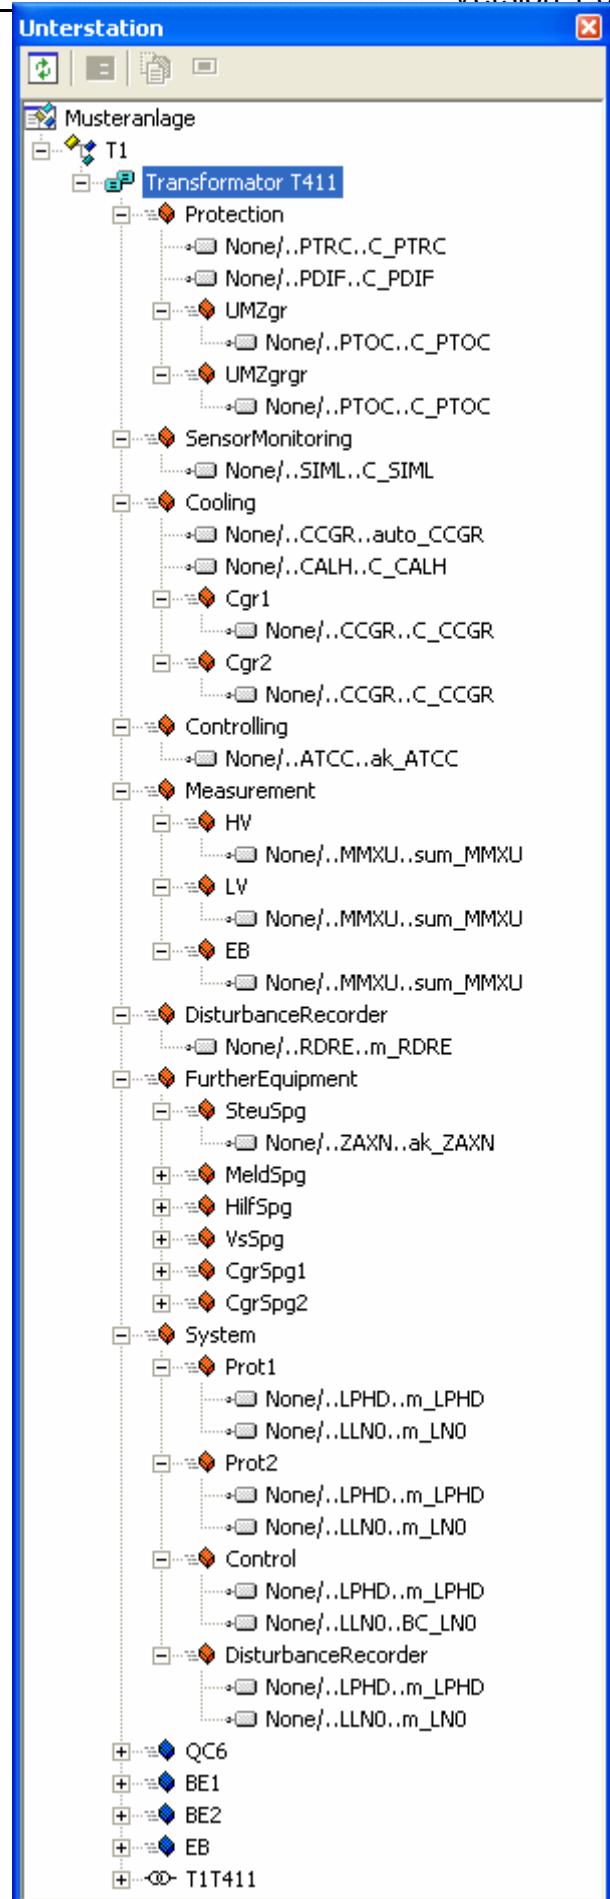 Unterstation
Musteranlage
T1
Transformator T411
Protection
None/..PTRC..C_PTRC
None/..PDIF..C_PDIF
UMZgr
None/..PTOC..C_PTOC
UMZgrgr
None/..PTOC..C_PTOC
SensorMonitoring
None/..SIML..C_SIML
Cooling
None/..CCGR..auto_CCGR
None/..CALH..C_CALH
Cgr1
None/..CCGR..C_CCGR
Cgr2
None/..CCGR..C_CCGR
Controlling
None/..ATCC..ak_ATCC
Measurement
HV
None/..MMXU..sum_MMXU
LV
None/..MMXU..sum_MMXU
EB
None/..MMXU..sum_MMXU
DisturbanceRecorder
None/..RDRE..m_RDRE
FurtherEquipment
SteuSpg
None/..ZAXN..ak_ZAXN
MeldSpg
HilfSpg
VsSpg
CgrSpg1
CgrSpg2
System
Prot1
None/..LPHD..m_LPHD
None/..LLN0..m_LN0
Prot2
None/..LPHD..m_LPHD
None/..LLN0..m_LN0
Control
None/..LPHD..m_LPHD
None/..LLN0..BC_LN0
DisturbanceRecorder
None/..LPHD..m_LPHD
None/..LLN0..m_LN0
QC6
BE1
BE2
EB
T1T411